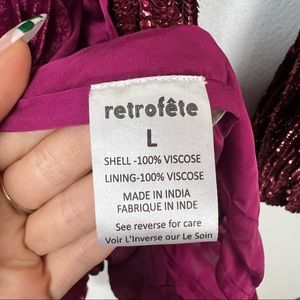 retrofête
L
SHELL -100% VISCOSE
LINING-100% VISCOSE
MADE IN INDIA
FABRIQUE IN INDE
See reverse for care
Voir L'Inverse our Le Soin